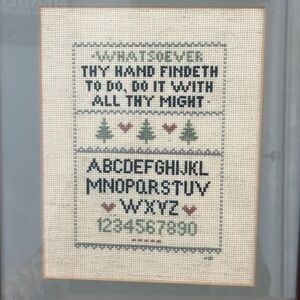 WHATSOEVER
THY HAND FINDETH
TO DO, DO IT WITH
ALL THY MIGHT
ABCDEFGHIJKL
MNOPQRSTUV
WXYZ
1234567890